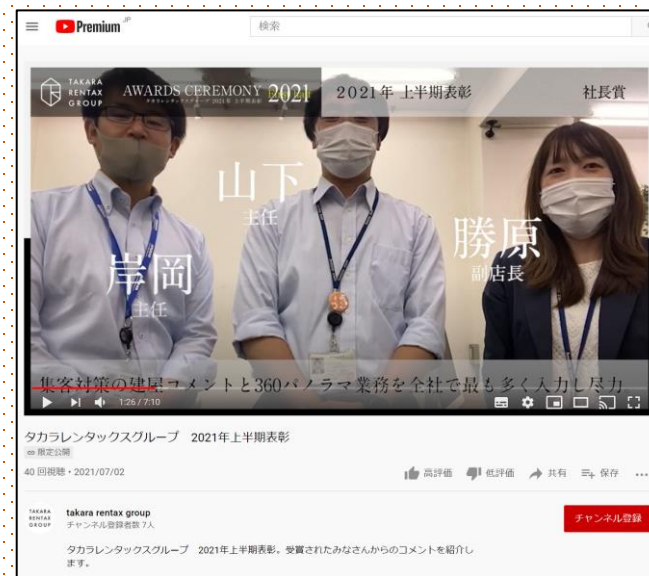 Premium JP
検索
TAKARA
RENTAX
GROUP
AWARDS CEREMONY 2021
2021年 上半期表彰
社長賞
山下
主任
勝原
副店長
岸岡
主任
集客対策の建屋コメントと360パノラマ業務を全社で最も多く入力し尽力
1:26 / 7:10
タカラレンタックスグループ 2021年上半期表彰
限定公開
40 回視聴・2021/07/02
高評価 低評価 共有 保存 …
TAKARA
RENTAX
GROUP
takara rentax group
チャンネル登録者数 7人
チャンネル登録
タカラレンタックスグループ 2021年上半期表彰。受賞されたみなさんからのコメントを紹介し
ます。